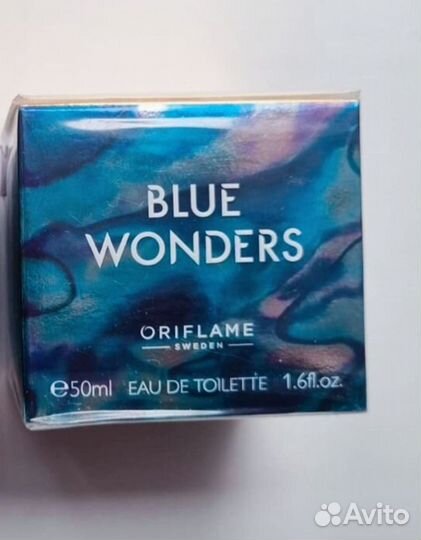 BLUE
WONDERS
ORIFLAME
SWEDEN
℮50ml EAU DE TOILETTE 1.6fl.oz.
Avito